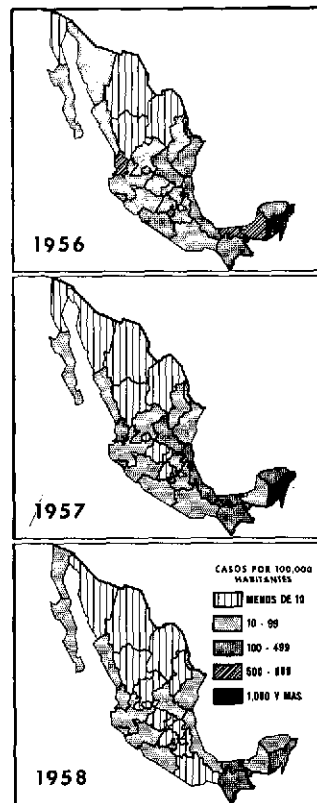 1956
1957
CASOS POR 100,000
HABITANTES
MENOS DE 10
10 - 99
100 - 499
1,000 Y MAS
1958